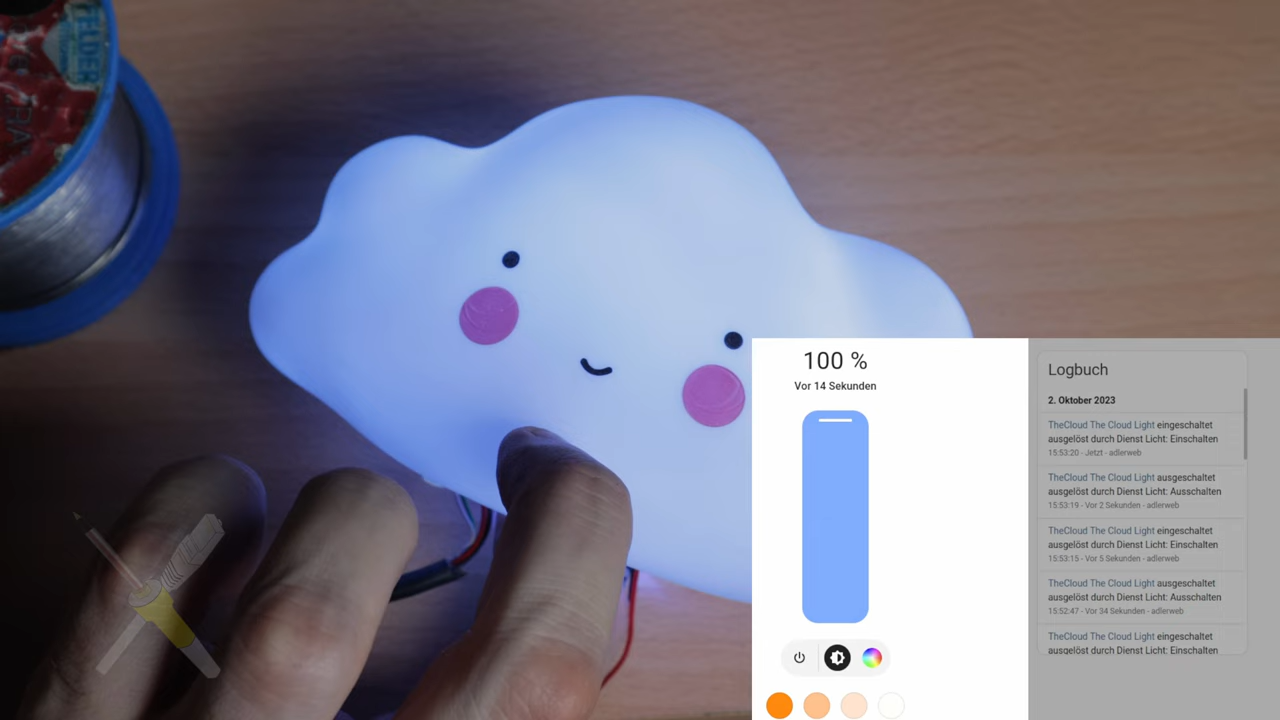 FELDER
100 %
Vor 14 Sekunden
Logbuch
2. Oktober 2023
TheCloud The Cloud Light eingeschaltet
ausgelöst durch Dienst Licht: Einschalten
15:53:20 - Jetzt - adlerweb
TheCloud The Cloud Light ausgeschaltet
ausgelöst durch Dienst Licht: Ausschalten
15:53:19 - Vor 2 Sekunden - adlerweb
TheCloud The Cloud Light eingeschaltet
ausgelöst durch Dienst Licht: Einschalten
15:53:15 - Vor 5 Sekunden - adlerweb
TheCloud The Cloud Light ausgeschaltet
ausgelöst durch Dienst Licht: Ausschalten
15:52:47 - Vor 34 Sekunden - adlerweb
TheCloud The Cloud Light eingeschaltet
ausgelöst durch Dienst Licht: Einschalten